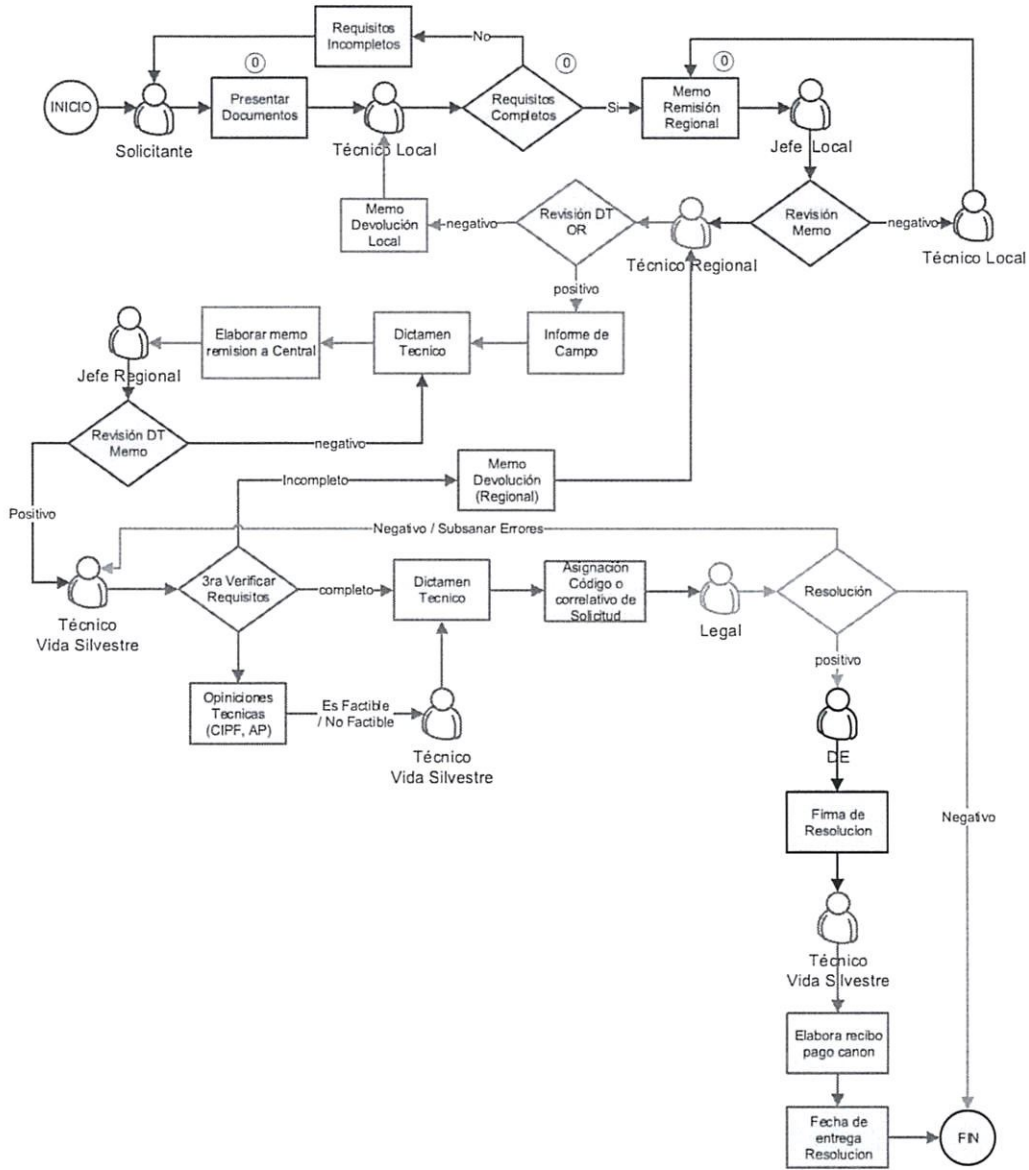 Requisitos
Incompletos
No
0
0
0
INICIO
Presentar
Documentos
Requisitos
Completos
Si
Memo
Remisión
Regional
Solicitante
Técnico Local
Jefe Local
Memo
Devolución
Local
negativo
Revisión DT
OR
Técnico Regional
Revisión
Memo
negativo
Técnico Local
positivo
Elaborar memo
remision a Central
Dictamen
Tecnico
Informe de
Campo
Jefe Regional
Revisión DT
Memo
negativo
Incompleto
Memo
Devolución
(Regional)
Positivo
Negativo / Subsanar Errores
3ra Verificar
Requisitos
completo
Dictamen
Tecnico
Asignación
Código o
correlativo de
Solicitud
Legal
Resolución
Técnico
Vida Silvestre
positivo
Opiniciones
Tecnicas
(CIPF, AP)
Es Factible
/ No Factible
Técnico
Vida Silvestre
DE
Firma de
Resolucion
Negativo
Técnico
Vida Silvestre
Elabora recibo
pago canon
Fecha de
entrega
Resolucion
FIN